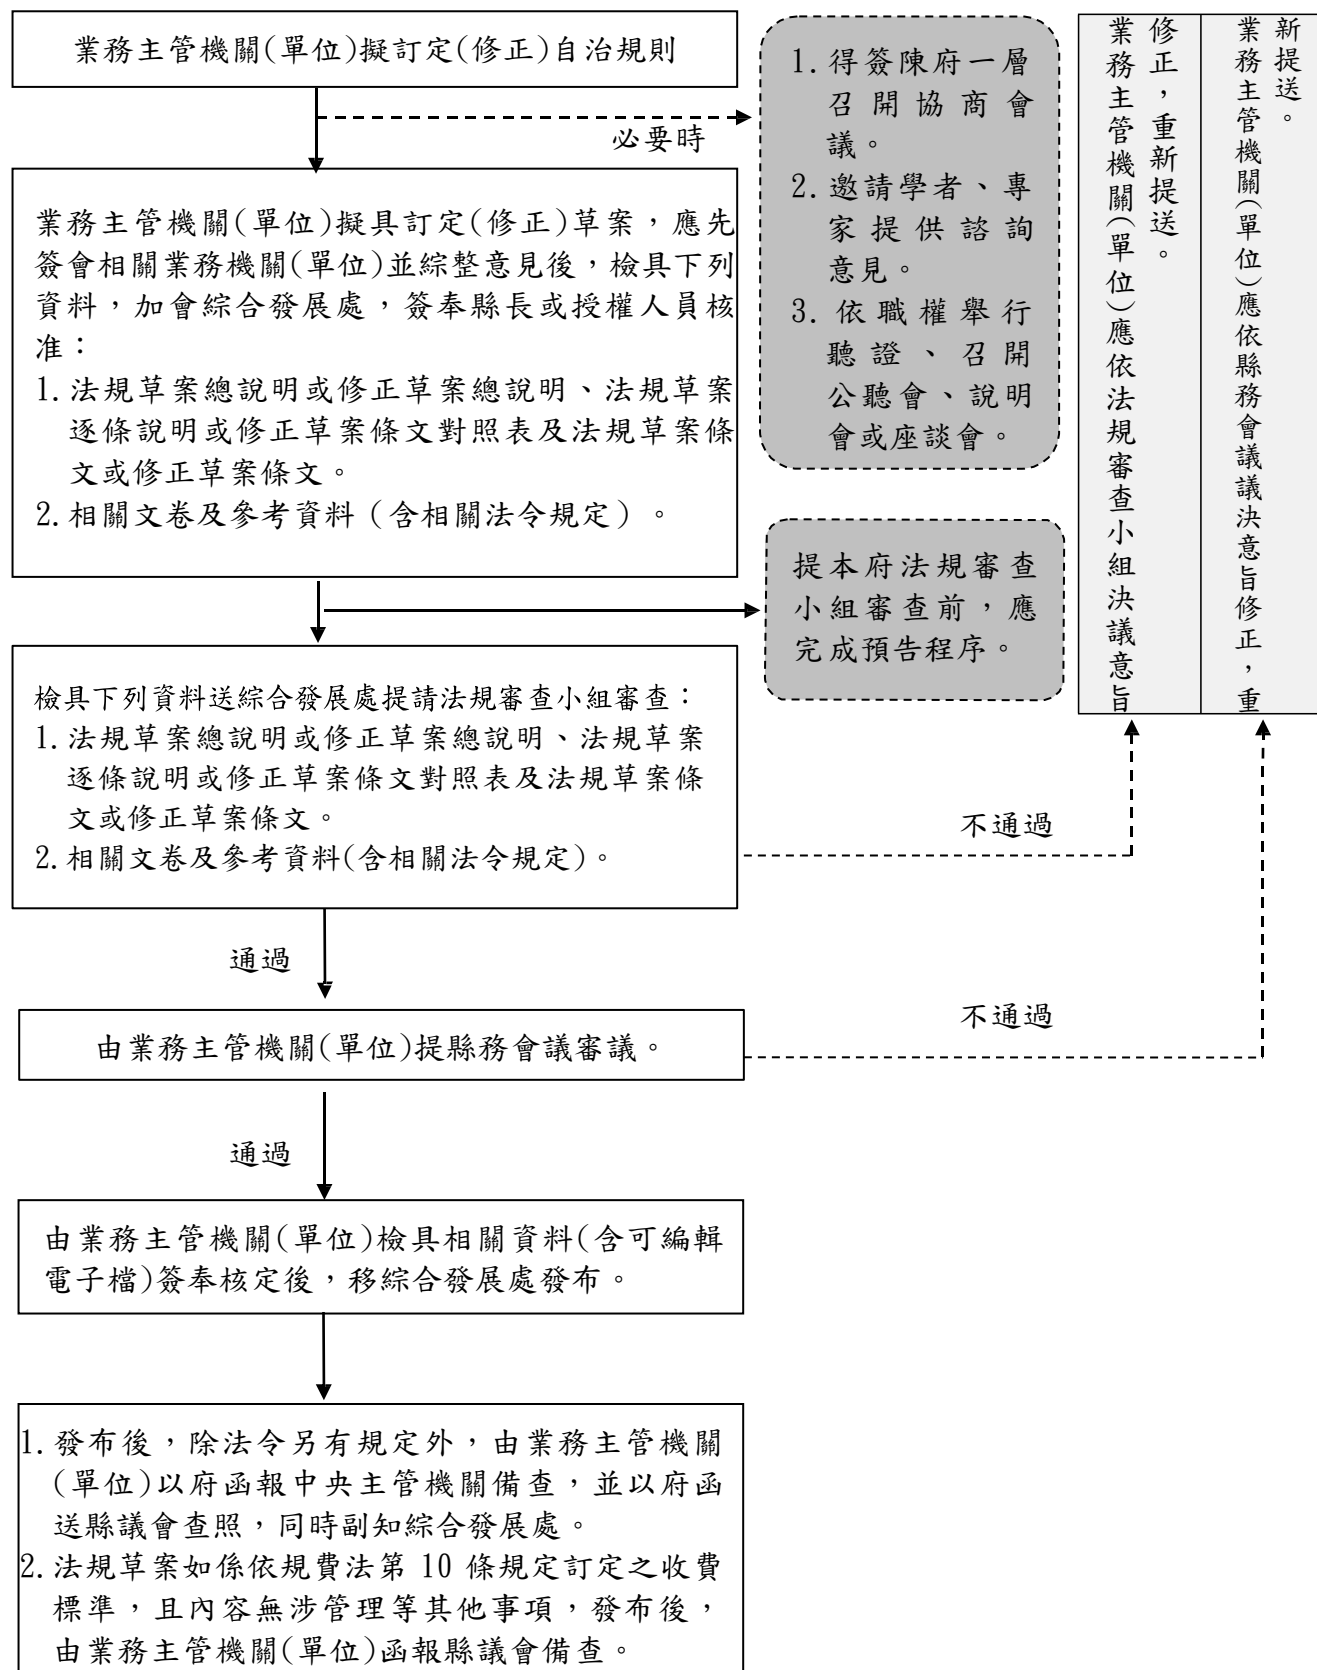 業務主管機關(單位)擬訂定(修正)自治規則
必要時
1. 得簽陳府一層
召開協商會
議。
2. 邀請學者、專
家提供諮詢
意見。
3. 依職權舉行
聽證、召開
公聽會、說明
會或座談會。
業務主管機關(單位)擬具訂定(修正)草案，應先
簽會相關業務機關(單位)並綜整意見後，檢具下列
資料，加會綜合發展處，簽奉縣長或授權人員核
准：
1. 法規草案總說明或修正草案總說明、法規草案
逐條說明或修正草案條文對照表及法規草案條
文或修正草案條文。
2. 相關文卷及參考資料（含相關法令規定）。
提本府法規審查
小組審查前，應
完成預告程序。
檢具下列資料送綜合發展處提請法規審查小組審查：
1. 法規草案總說明或修正草案總說明、法規草案
逐條說明或修正草案條文對照表及法規草案條
文或修正草案條文。
2. 相關文卷及參考資料(含相關法令規定)。
不通過
業務主管機關(單位)應依法規審查小組決議意旨
修正，重新提送。
通過
由業務主管機關(單位)提縣務會議審議。
不通過
業務主管機關(單位)應依縣務會議議決意旨修正，重
新提送。
通過
由業務主管機關(單位)檢具相關資料(含可編輯
電子檔)簽奉核定後，移綜合發展處發布。
1. 發布後，除法令另有規定外，由業務主管機關
(單位)以府函報中央主管機關備查，並以府函
送縣議會查照，同時副知綜合發展處。
2. 法規草案如係依規費法第 10 條規定訂定之收費
標準，且內容無涉管理等其他事項，發布後，
由業務主管機關(單位)函報縣議會備查。